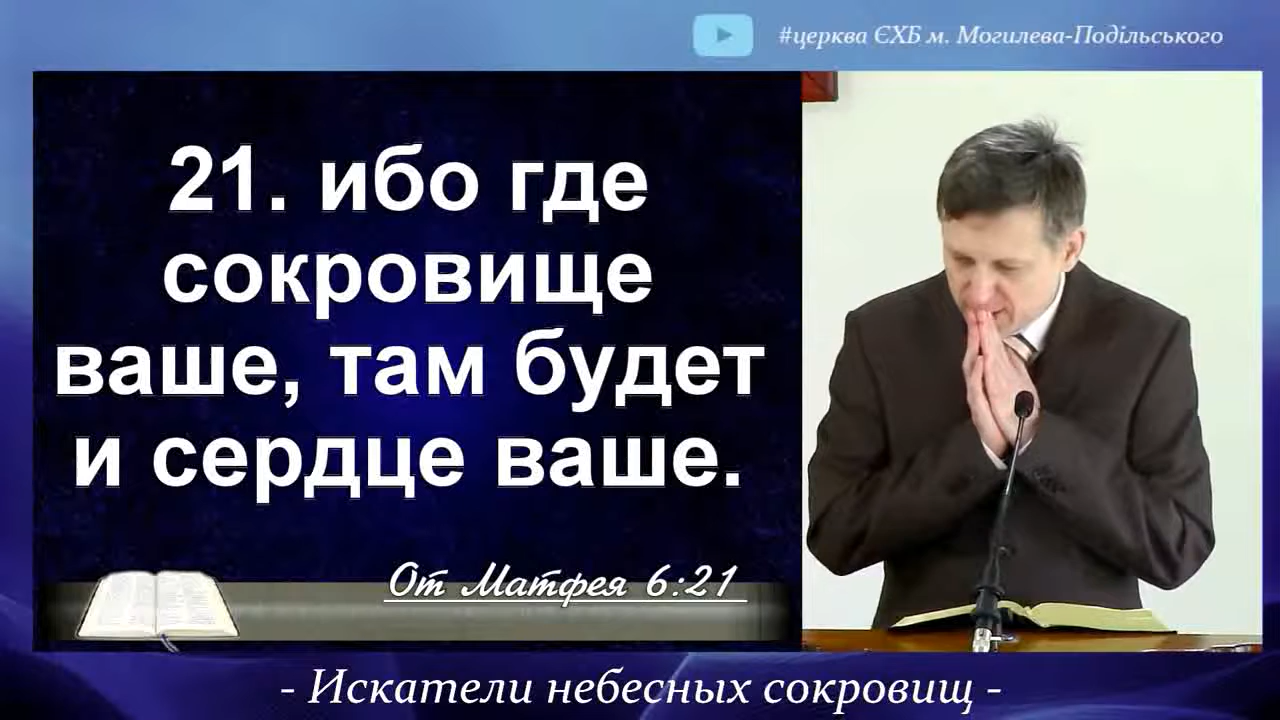 #церква ЄХБ м. Могилева-Подільського
21. ибо где
сокровище
ваше, там будет
и сердце ваше.
От Матфея 6:21
- Искатели небесных сокровищ -